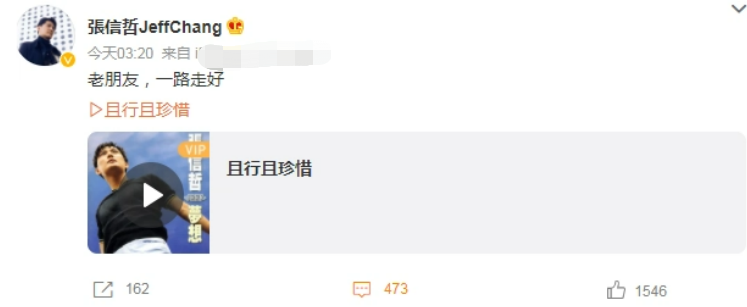 張信哲JeffChang
今天03:20 来自
老朋友，一路走好
且行且珍惜
VIP
信哲
夢想
且行且珍惜
162
473
1546